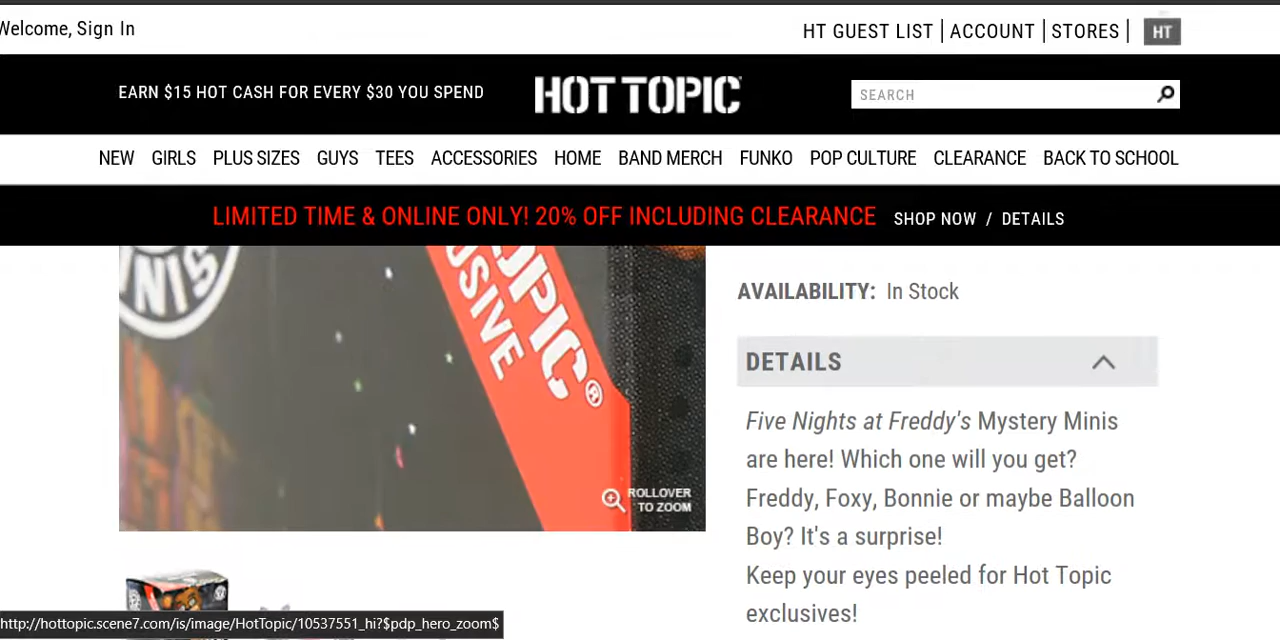 Welcome, Sign In
HT GUEST LIST | ACCOUNT | STORES | HT
EARN $15 HOT CASH FOR EVERY $30 YOU SPEND
HOT TOPIC
SEARCH
NEW GIRLS PLUS SIZES GUYS TEES ACCESSORIES HOME BAND MERCH FUNKO POP CULTURE CLEARANCE BACK TO SCHOOL
LIMITED TIME & ONLINE ONLY! 20% OFF INCLUDING CLEARANCE SHOP NOW / DETAILS
ROLLOVER
TO ZOOM
AVAILABILITY: In Stock
DETAILS
Five Nights at Freddy's Mystery Minis
are here! Which one will you get?
Freddy, Foxy, Bonnie or maybe Balloon
Boy? It's a surprise!
Keep your eyes peeled for Hot Topic
exclusives!
http://hottopic.scene7.com/is/image/HotTopic/10537551_hi?$pdp_hero_zoom$